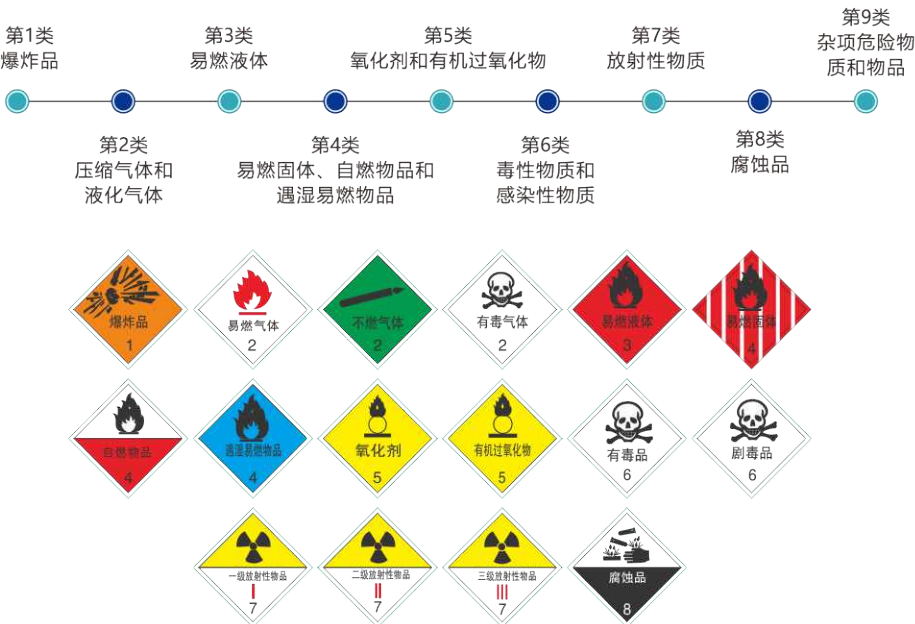 第1类
爆炸品
第3类
易燃液体
第5类
氧化剂和有机过氧化物
第7类
放射性物质
第9类
杂项危险物
质和物品
第2类
压缩气体和
液化气体
第4类
易燃固体、自燃物品和
遇湿易燃物品
第6类
毒性物质和
感染性物质
第8类
腐蚀品
爆炸品
1
易燃气体
2
不燃气体
2
有毒气体
2
易燃液体
3
易燃固体
4
自燃物品
4
遇湿易燃物品
4
氧化剂
5
有机过氧化物
5
有毒品
6
剧毒品
6
一级放射性物品
I
7
二级放射性物品
II
7
三级放射性物品
III
7
腐蚀品
8